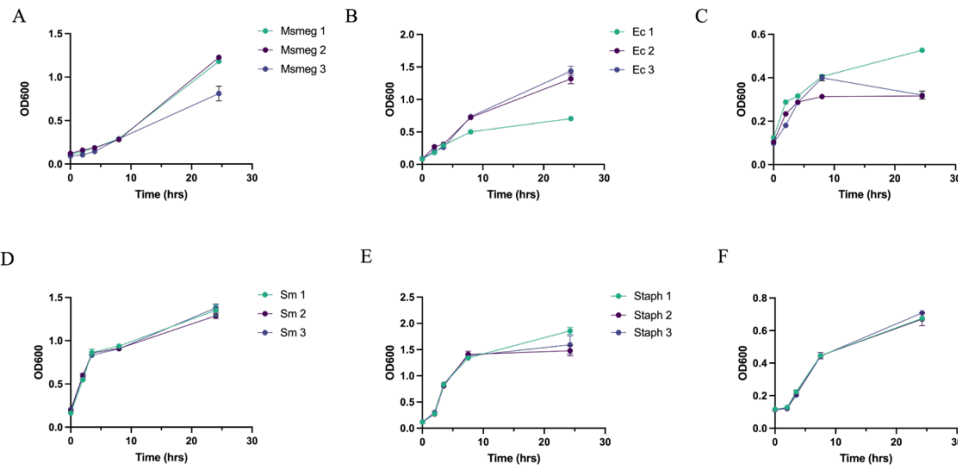 A
Msmeg 1
Msmeg 2
Msmeg 3
OD600
1.5
1.0
0.5
0.0
0 10 20 30
Time (hrs)
B
Ec 1
Ec 2
Ec 3
OD600
2.0
1.5
1.0
0.5
0.0
0 10 20 30
Time (hrs)
C
OD600
0.6
0.4
0.2
0.0
0 10 20 30
Time (hrs)
D
Sm 1
Sm 2
Sm 3
OD600
1.5
1.0
0.5
0.0
0 10 20 30
Time (hrs)
E
Staph 1
Staph 2
Staph 3
OD600
2.5
2.0
1.5
1.0
0.5
0.0
0 10 20 30
Time (hrs)
F
OD600
0.8
0.6
0.4
0.2
0.0
0 10 20 30
Time (hrs)